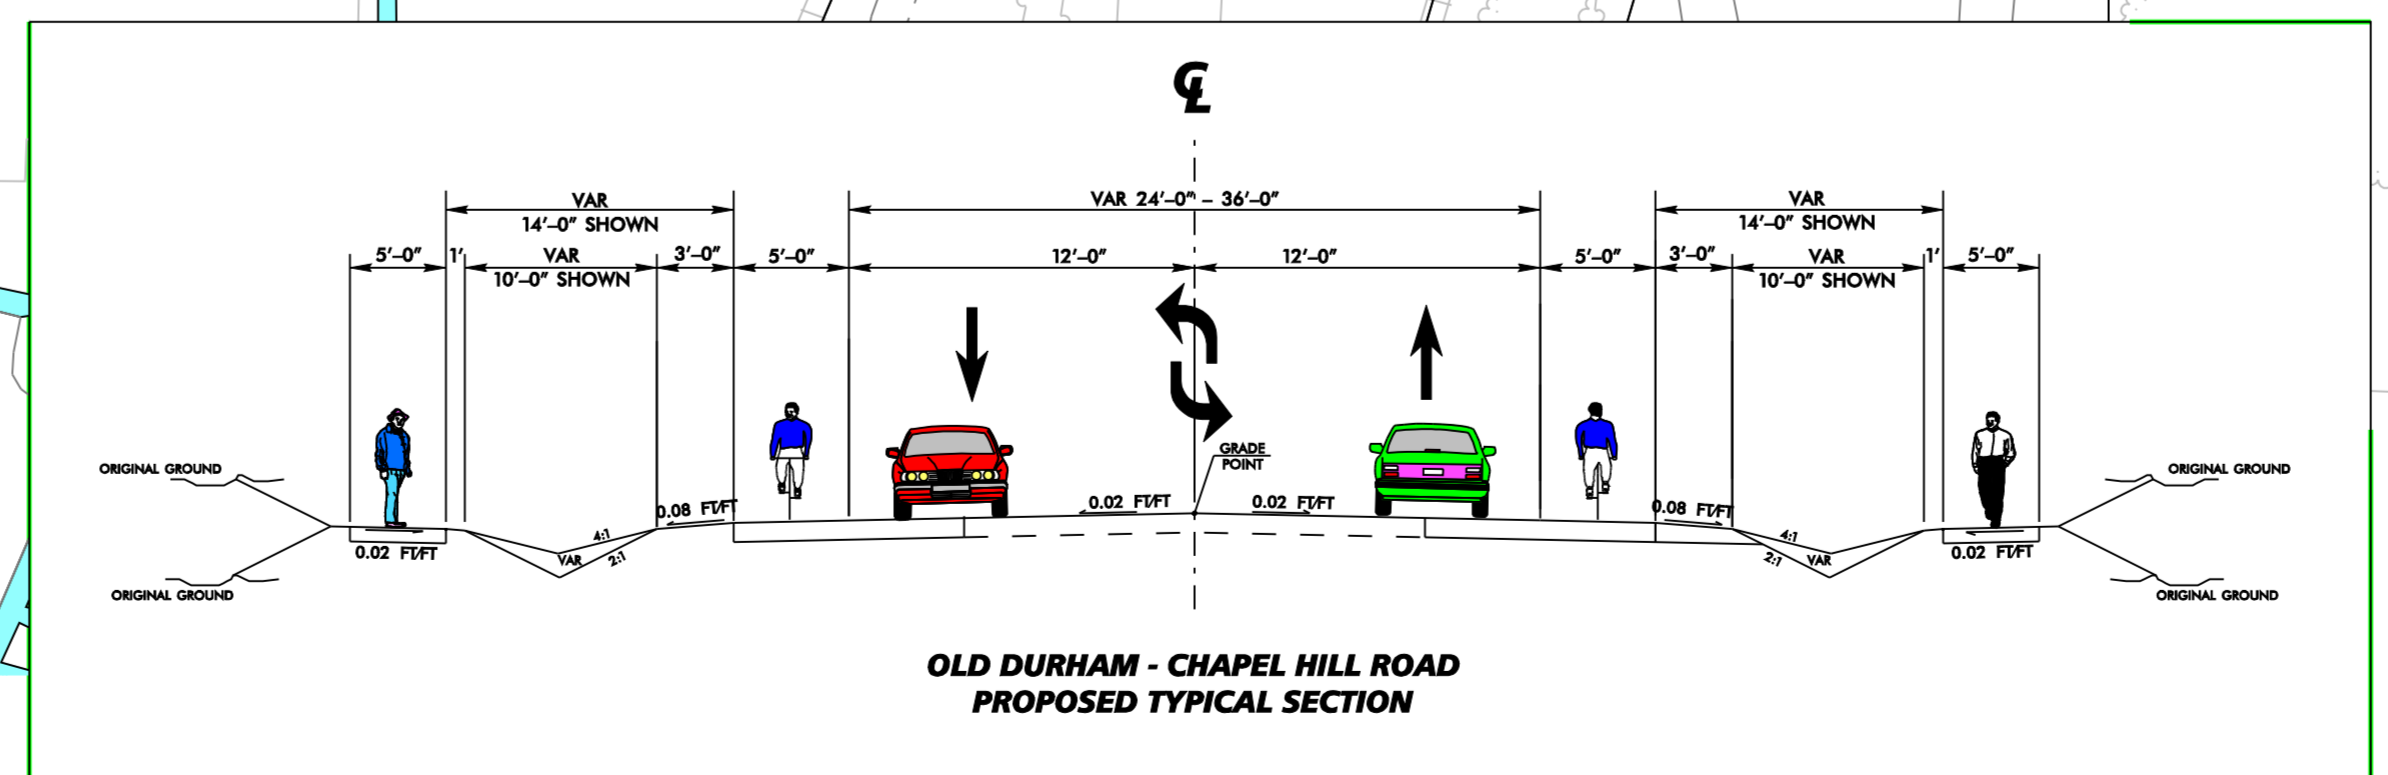 CL
VAR
14'-0" SHOWN
VAR 24'-0" - 36'-0"
VAR
14'-0" SHOWN
5'-0"
1'
VAR
10'-0" SHOWN
3'-0"
5'-0"
12'-0"
12'-0"
5'-0"
3'-0"
VAR
10'-0" SHOWN
1'
5'-0"
GRADE
POINT
ORIGINAL GROUND
ORIGINAL GROUND
0.08 FT/FT
0.02 FT/FT
0.02 FT/FT
0.08 FT/FT
0.02 FT/FT
4:1
VAR
2:1
4:1
VAR
2:1
0.02 FT/FT
ORIGINAL GROUND
ORIGINAL GROUND
OLD DURHAM - CHAPEL HILL ROAD
PROPOSED TYPICAL SECTION